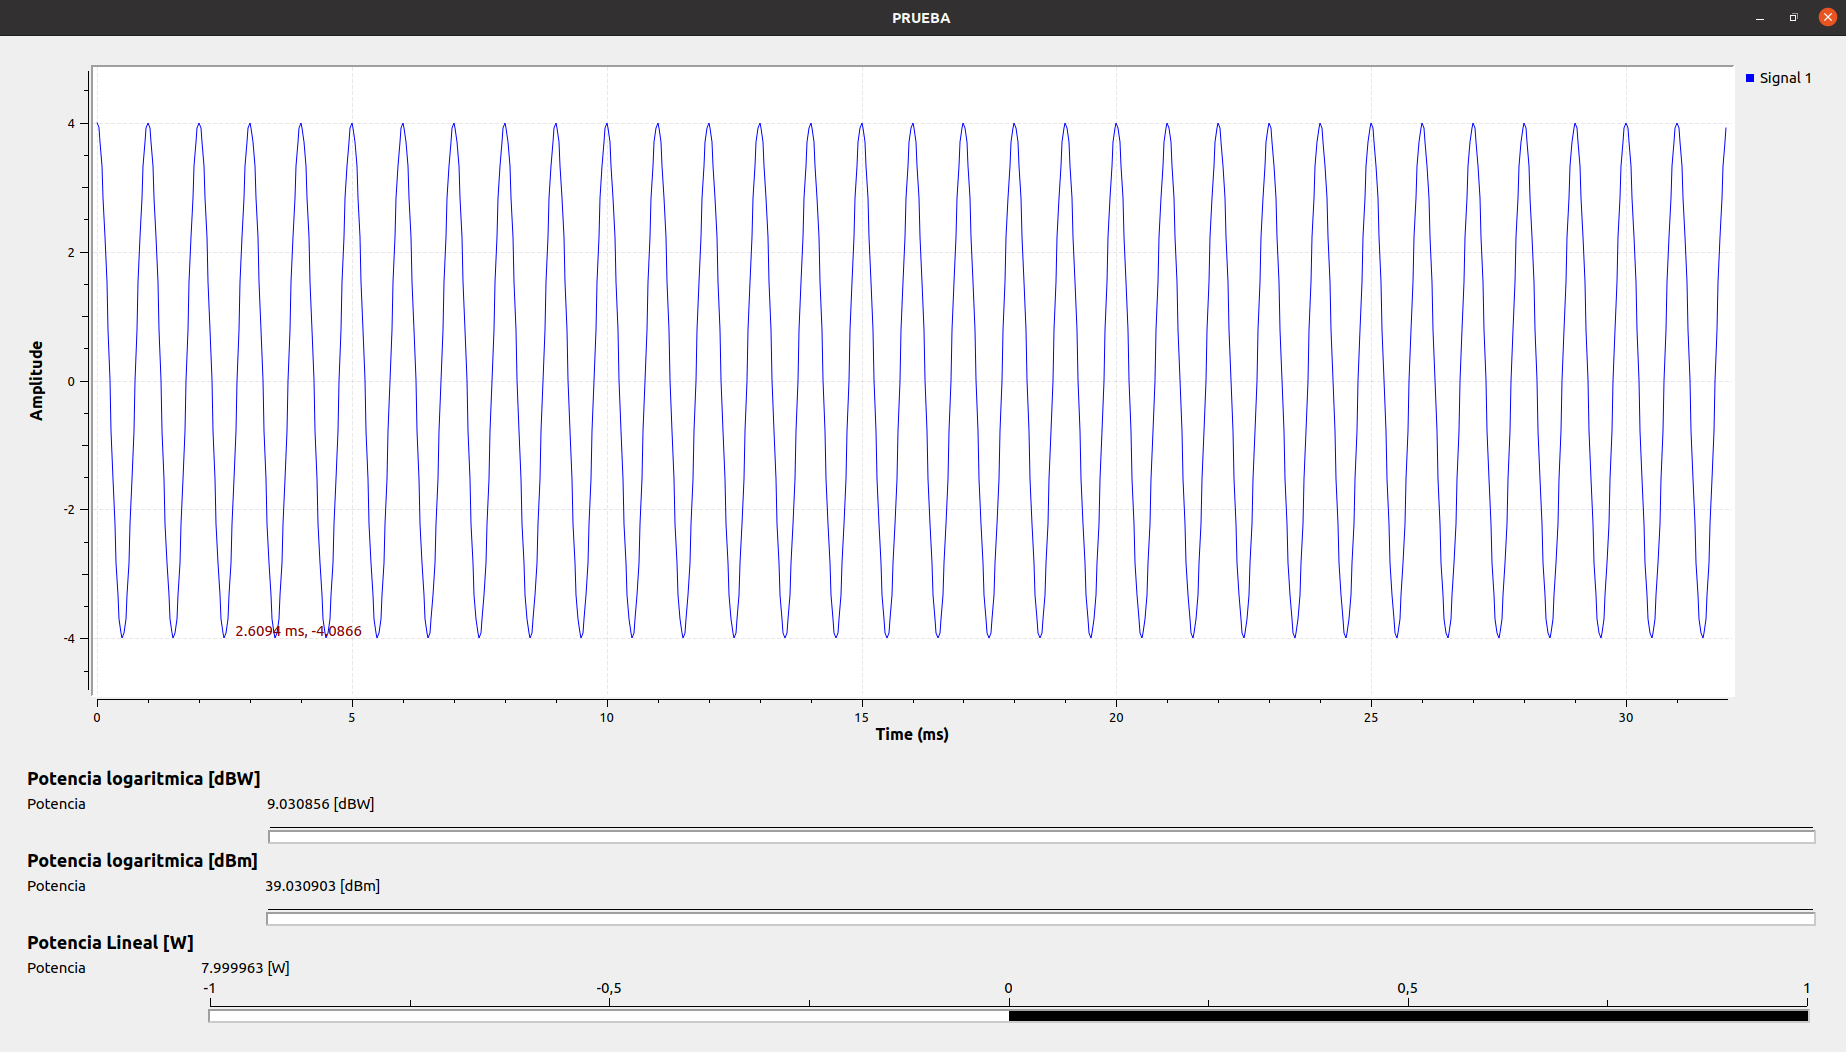 PRUEBA
Signal 1
4
2
0
-2
-4
Amplitude
2.6094 ms, -4.0866
0 5 10 15 20 25 30
Time (ms)
Potencia logaritmica [dBW]
Potencia 9.030856 [dBW]
Potencia logaritmica [dBm]
Potencia 39.030903 [dBm]
Potencia Lineal [W]
Potencia 7.999963 [W]
-1 -0,5 0 0,5 1